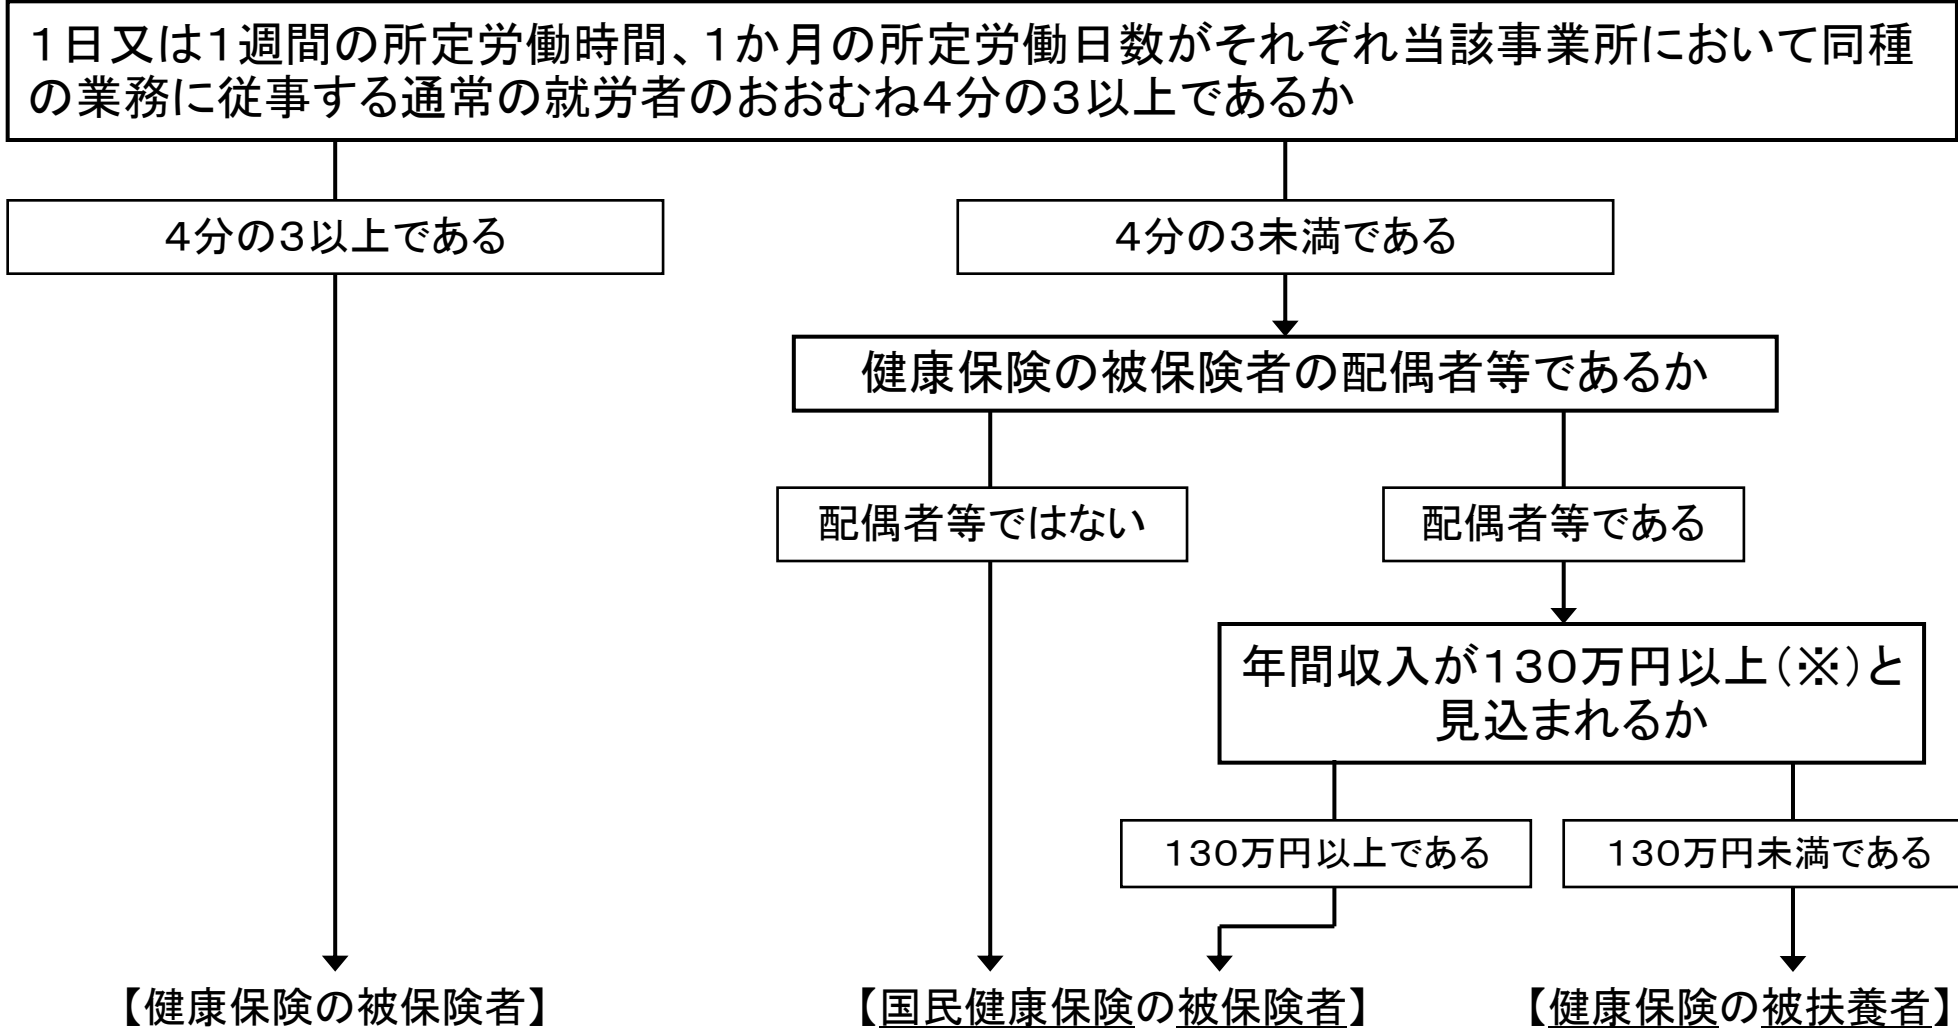 1日又は1週間の所定労働時間、1か月の所定労働日数がそれぞれ当該事業所において同種
の業務に従事する通常の就労者のおおむね4分の3以上であるか
4分の3以上である
4分の3未満である
健康保険の被保険者の配偶者等であるか
配偶者等ではない
配偶者等である
年間収入が130万円以上(※)と
見込まれるか
130万円以上である
130万円未満である
【健康保険の被保険者】
【国民健康保険の被保険者】
【健康保険の被扶養者】